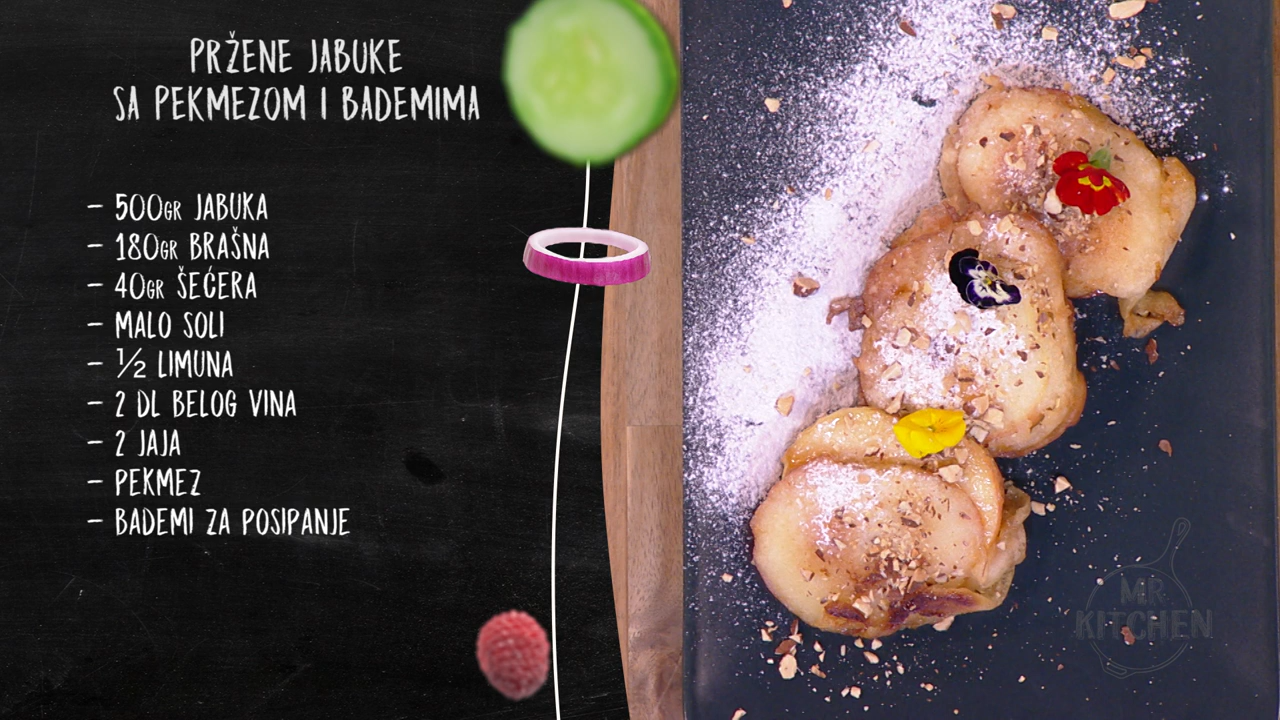 PRŽENE JABUKE
SA PEKMEZOM I BADEMIMA
- 500GR JABUKA
- 180GR BRAŠNA
- 40GR ŠEĆERA
- MALO SOLI
- ½ LIMUNA
- 2 DL BELOG VINA
- 2 JAJA
- PEKMEZ
- BADEMI ZA POSIPANJE
MR
KITCHEN